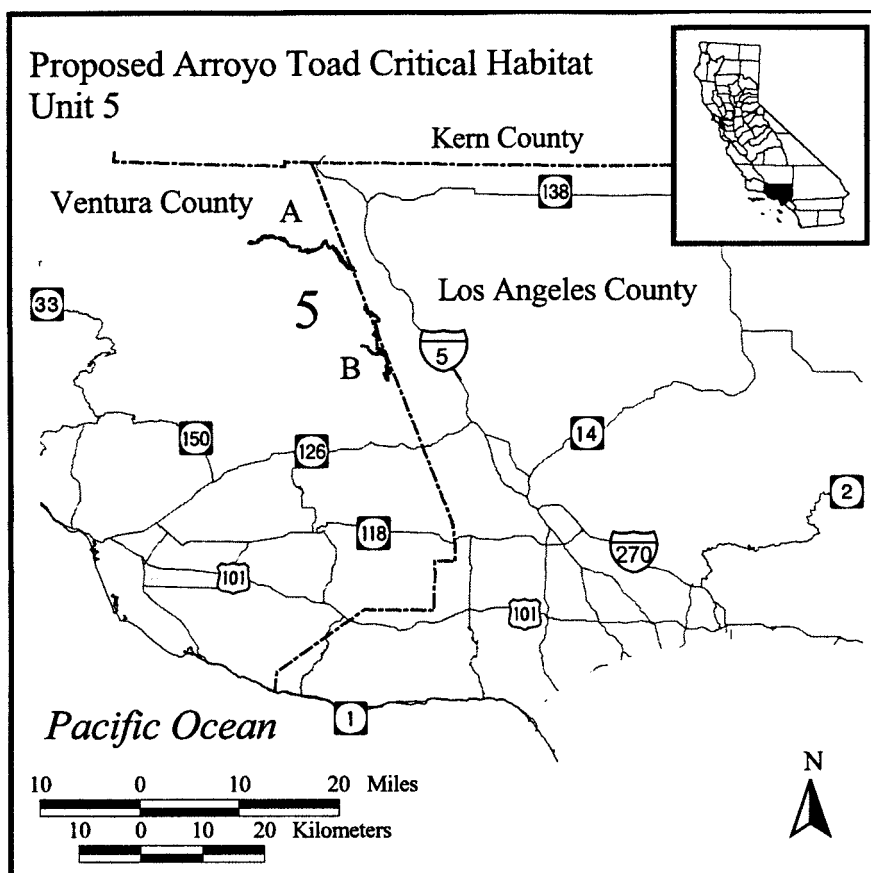 Proposed Arroyo Toad Critical Habitat
Unit 5
Kern County
138
Ventura County
A
Los Angeles County
33
5
5
B
150
126
14
2
118
270
101
101
1
Pacific Ocean
N
10 0 10 20 Miles
10 0 10 20 Kilometers